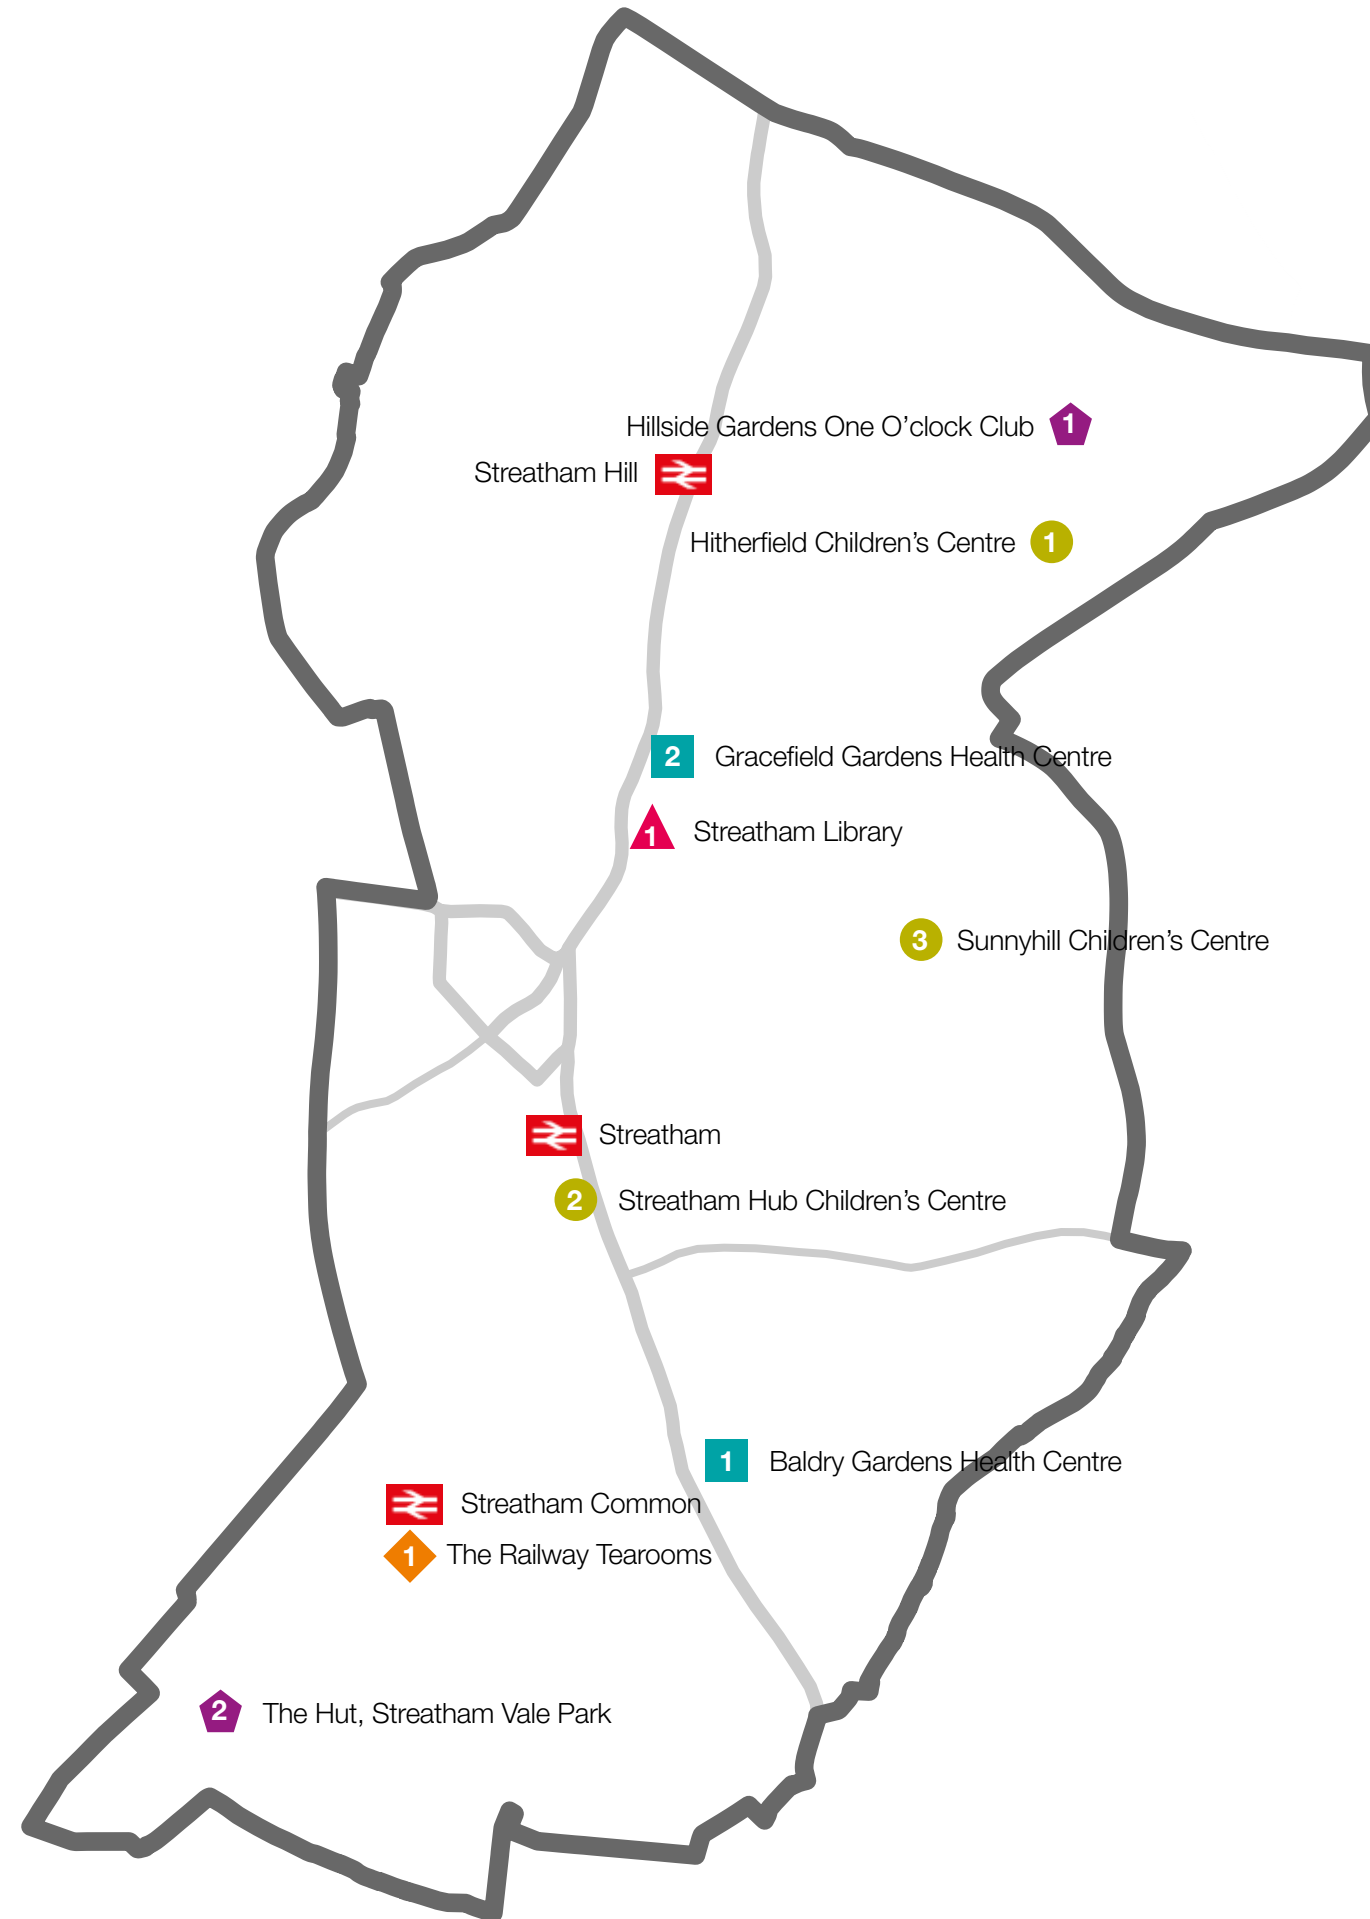 Hillside Gardens One O’clock Club 1
Streatham Hill
Hitherfield Children’s Centre 1
2 Gracefield Gardens Health Centre
1 Streatham Library
3 Sunnyhill Children’s Centre
Streatham
2 Streatham Hub Children’s Centre
1 Baldry Gardens Health Centre
Streatham Common
1 The Railway Tearooms
2 The Hut, Streatham Vale Park